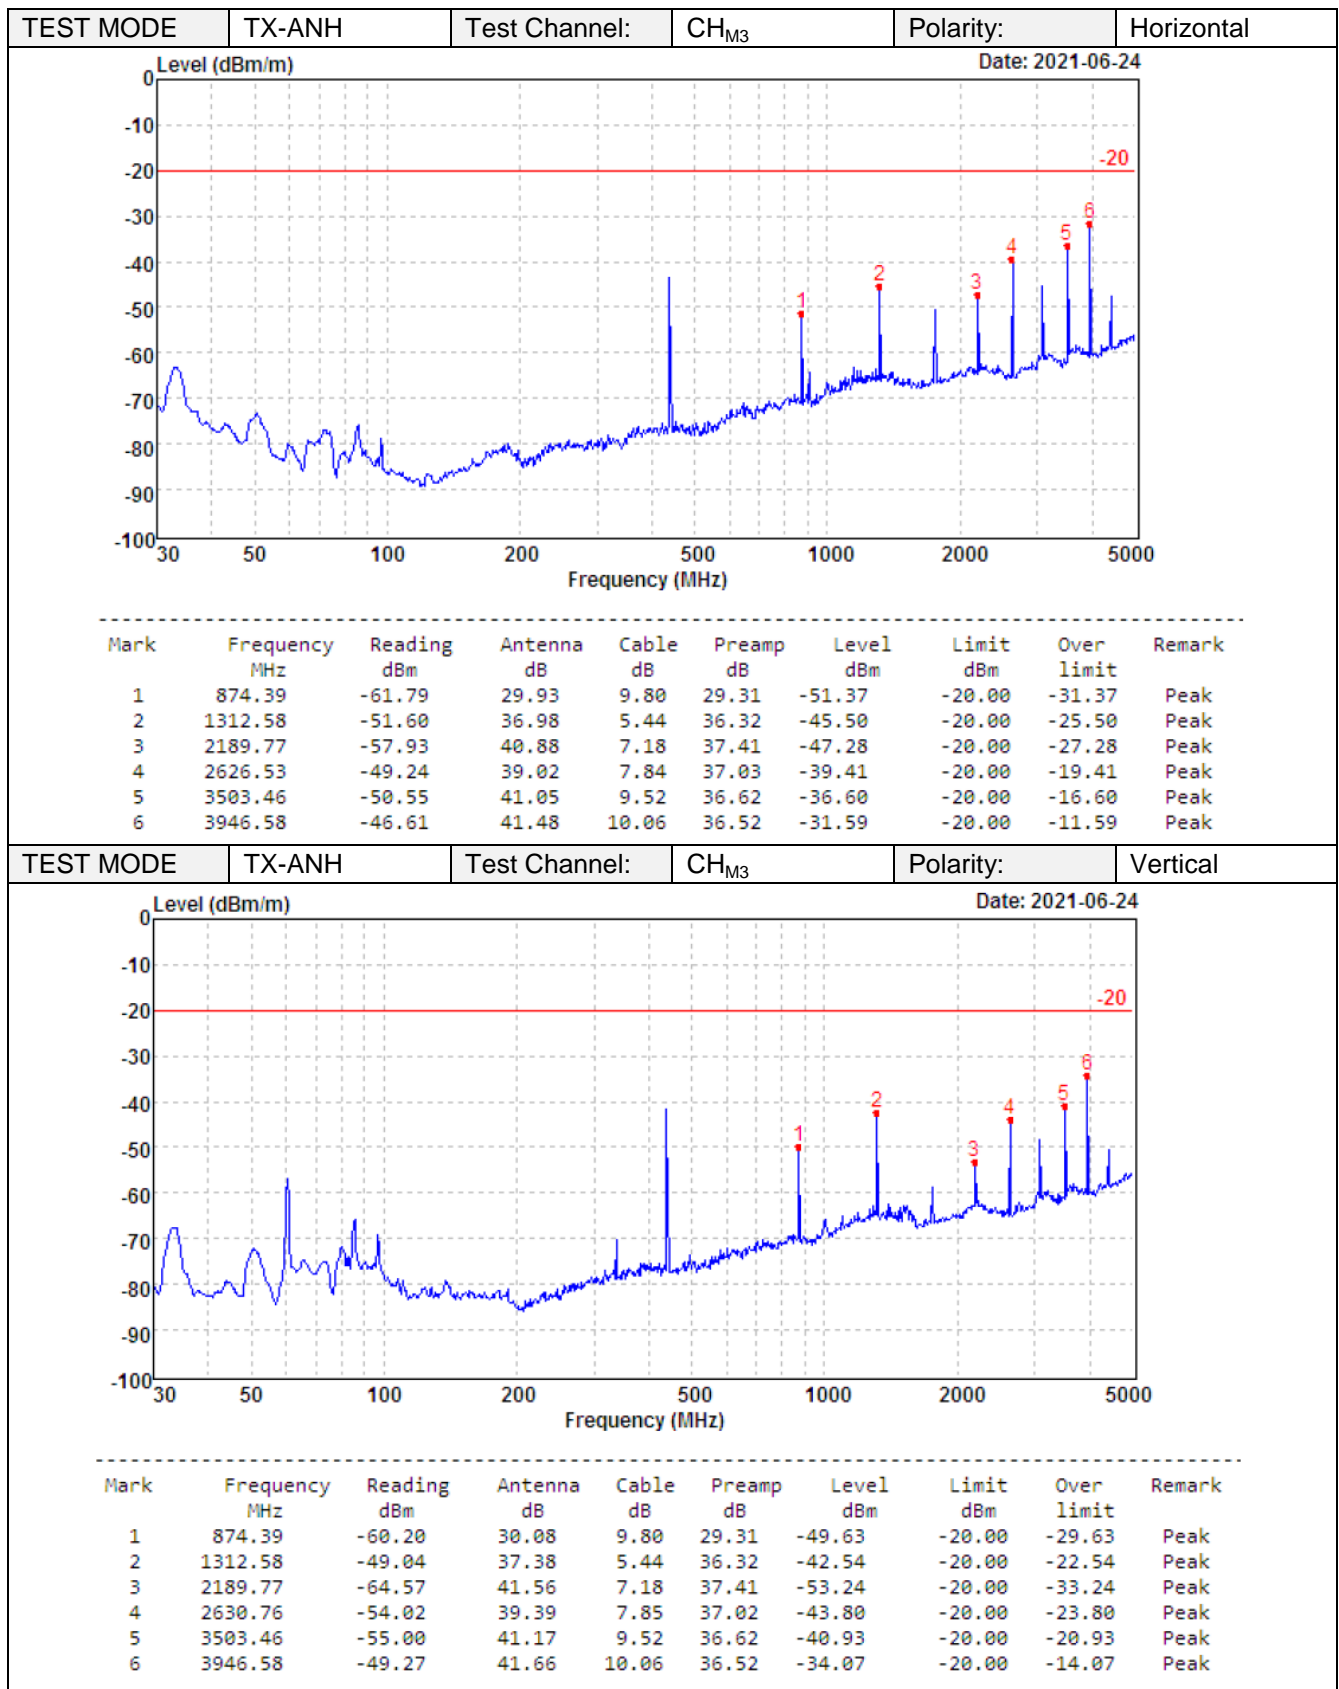 TEST MODE TX-ANH Test Channel: CHM3 Polarity: Horizontal
Level (dBm/m) Date: 2021-06-24
0
-10
-20 -20
-30
6
5
-40 4
2
3
-50 1
-60
-70
-80
-90
-100
30 50 100 200 500 1000 2000 5000
Frequency (MHz)
Mark Frequency Reading Antenna Cable Preamp Level Limit Over Remark
MHz dBm dB dB dB dBm dBm limit
1 874.39 -61.79 29.93 9.80 29.31 -51.37 -20.00 -31.37 Peak
2 1312.58 -51.60 36.98 5.44 36.32 -45.50 -20.00 -25.50 Peak
3 2189.77 -57.93 40.88 7.18 37.41 -47.28 -20.00 -27.28 Peak
4 2626.53 -49.24 39.02 7.84 37.03 -39.41 -20.00 -19.41 Peak
5 3503.46 -50.55 41.05 9.52 36.62 -36.60 -20.00 -16.60 Peak
6 3946.58 -46.61 41.48 10.06 36.52 -31.59 -20.00 -11.59 Peak
TEST MODE TX-ANH Test Channel: CHM3 Polarity: Vertical
Level (dBm/m) Date: 2021-06-24
0
-10
-20 -20
-30
6
5
-40 2 4
1
-50 3
-60
-70
-80
-90
-100
30 50 100 200 500 1000 2000 5000
Frequency (MHz)
Mark Frequency Reading Antenna Cable Preamp Level Limit Over Remark
MHz dBm dB dB dB dBm dBm limit
1 874.39 -60.20 30.08 9.80 29.31 -49.63 -20.00 -29.63 Peak
2 1312.58 -49.04 37.38 5.44 36.32 -42.54 -20.00 -22.54 Peak
3 2189.77 -64.57 41.56 7.18 37.41 -53.24 -20.00 -33.24 Peak
4 2630.76 -54.02 39.39 7.85 37.02 -43.80 -20.00 -23.80 Peak
5 3503.46 -55.00 41.17 9.52 36.62 -40.93 -20.00 -20.93 Peak
6 3946.58 -49.27 41.66 10.06 36.52 -34.07 -20.00 -14.07 Peak